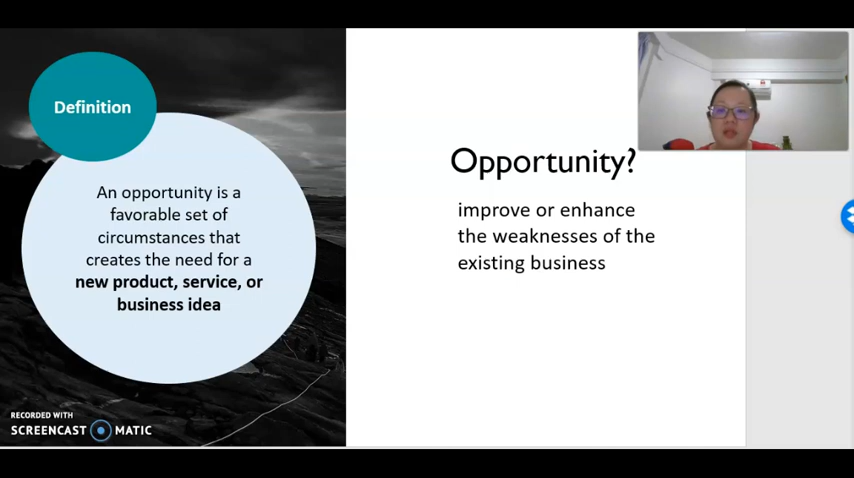 Definition
An opportunity is a
favorable set of
circumstances that
creates the need for a
new product, service, or
business idea
Opportunity?
improve or enhance
the weaknesses of the
existing business
RECORDED WITH
SCREENCAST MATIC